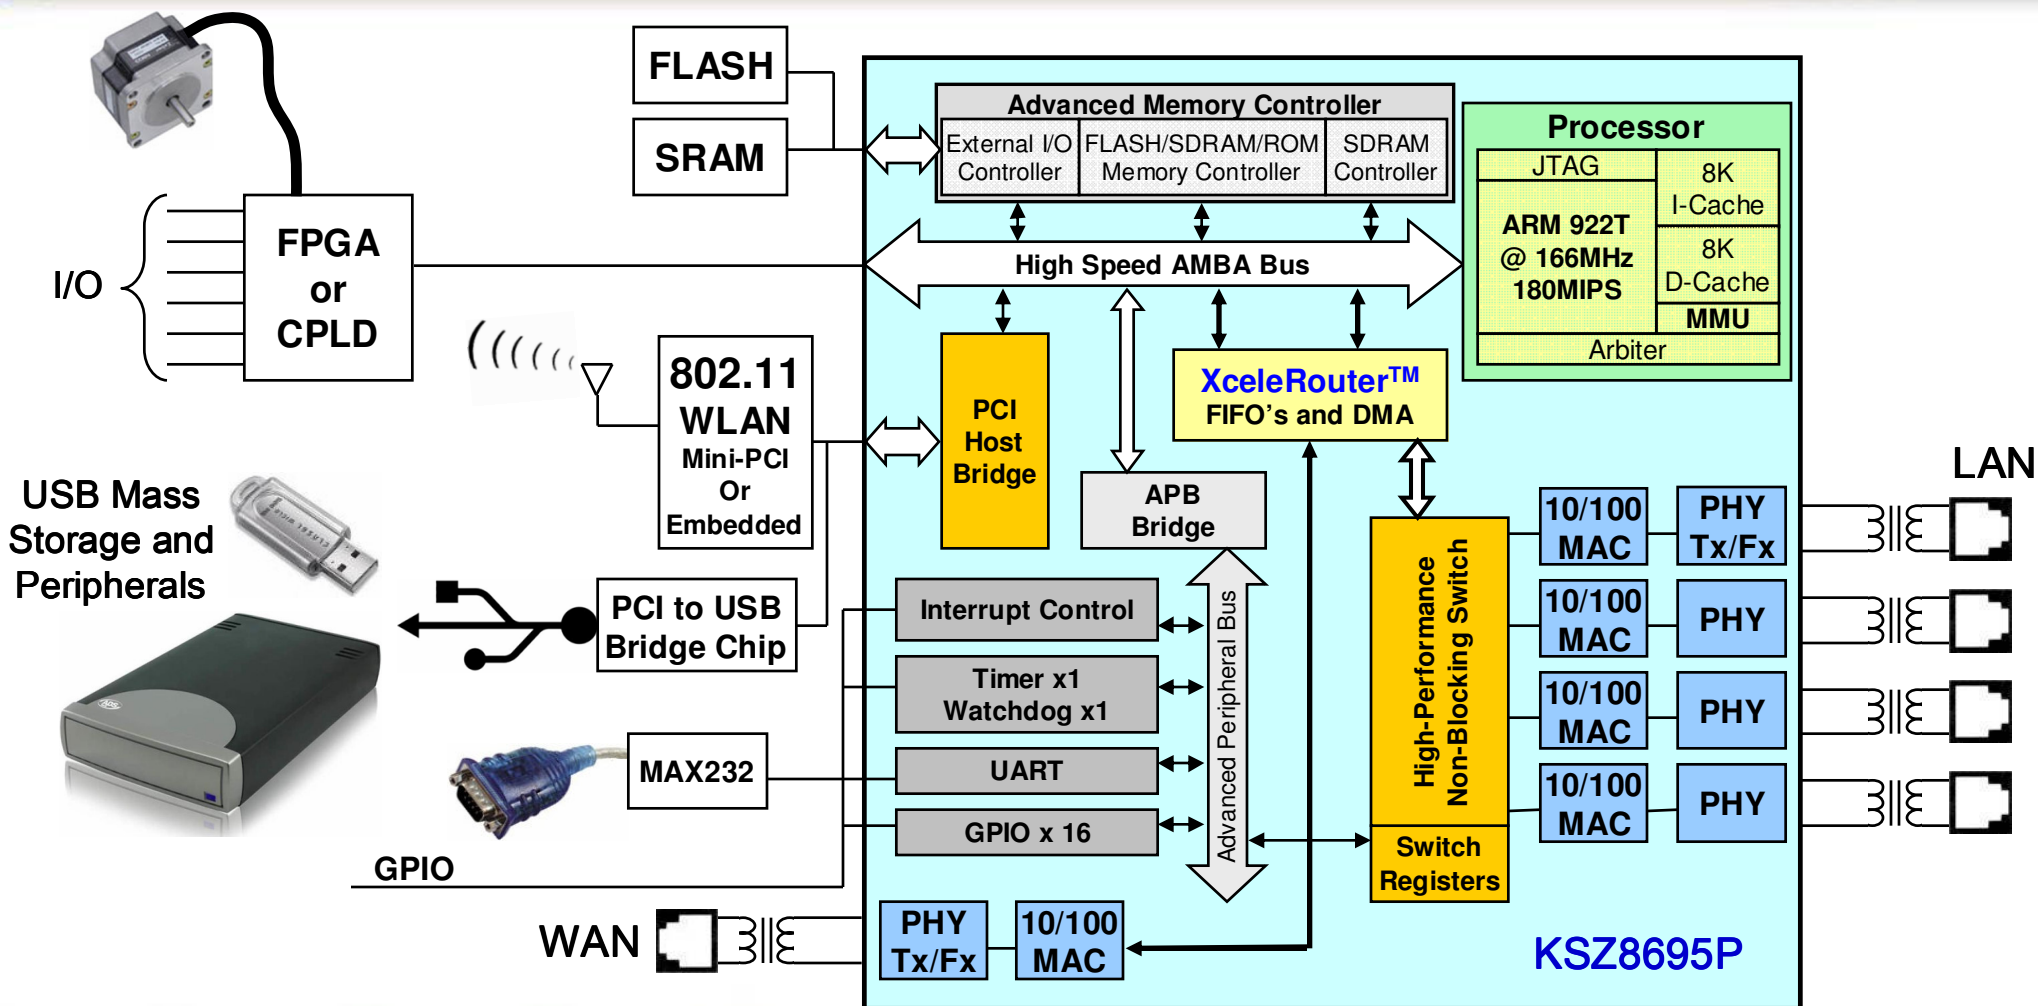 FLASH
SRAM
Advanced Memory Controller
External I/O
Controller
FLASH/SDRAM/ROM
Memory Controller
SDRAM
Controller
Processor
JTAG
ARM 922T
@ 166MHz
180MIPS
8K
I-Cache
8K
D-Cache
MMU
Arbiter
I/O
FPGA
or
CPLD
High Speed AMBA Bus
802.11
WLAN
Mini-PCI
Or
Embedded
PCI
Host
Bridge
XceleRouter™
FIFO's and DMA
APB
Bridge
USB Mass
Storage and
Peripherals
PCI to USB
Bridge Chip
Interrupt Control
Timer x1
Watchdog x1
MAX232
UART
GPIO x 16
GPIO
Advanced Peripheral Bus
High-Performance
Non-Blocking Switch
Switch
Registers
LAN
10/100
MAC
PHY
Tx/Fx
10/100
MAC
PHY
10/100
MAC
PHY
10/100
MAC
PHY
WAN
PHY
Tx/Fx
10/100
MAC
KSZ8695P